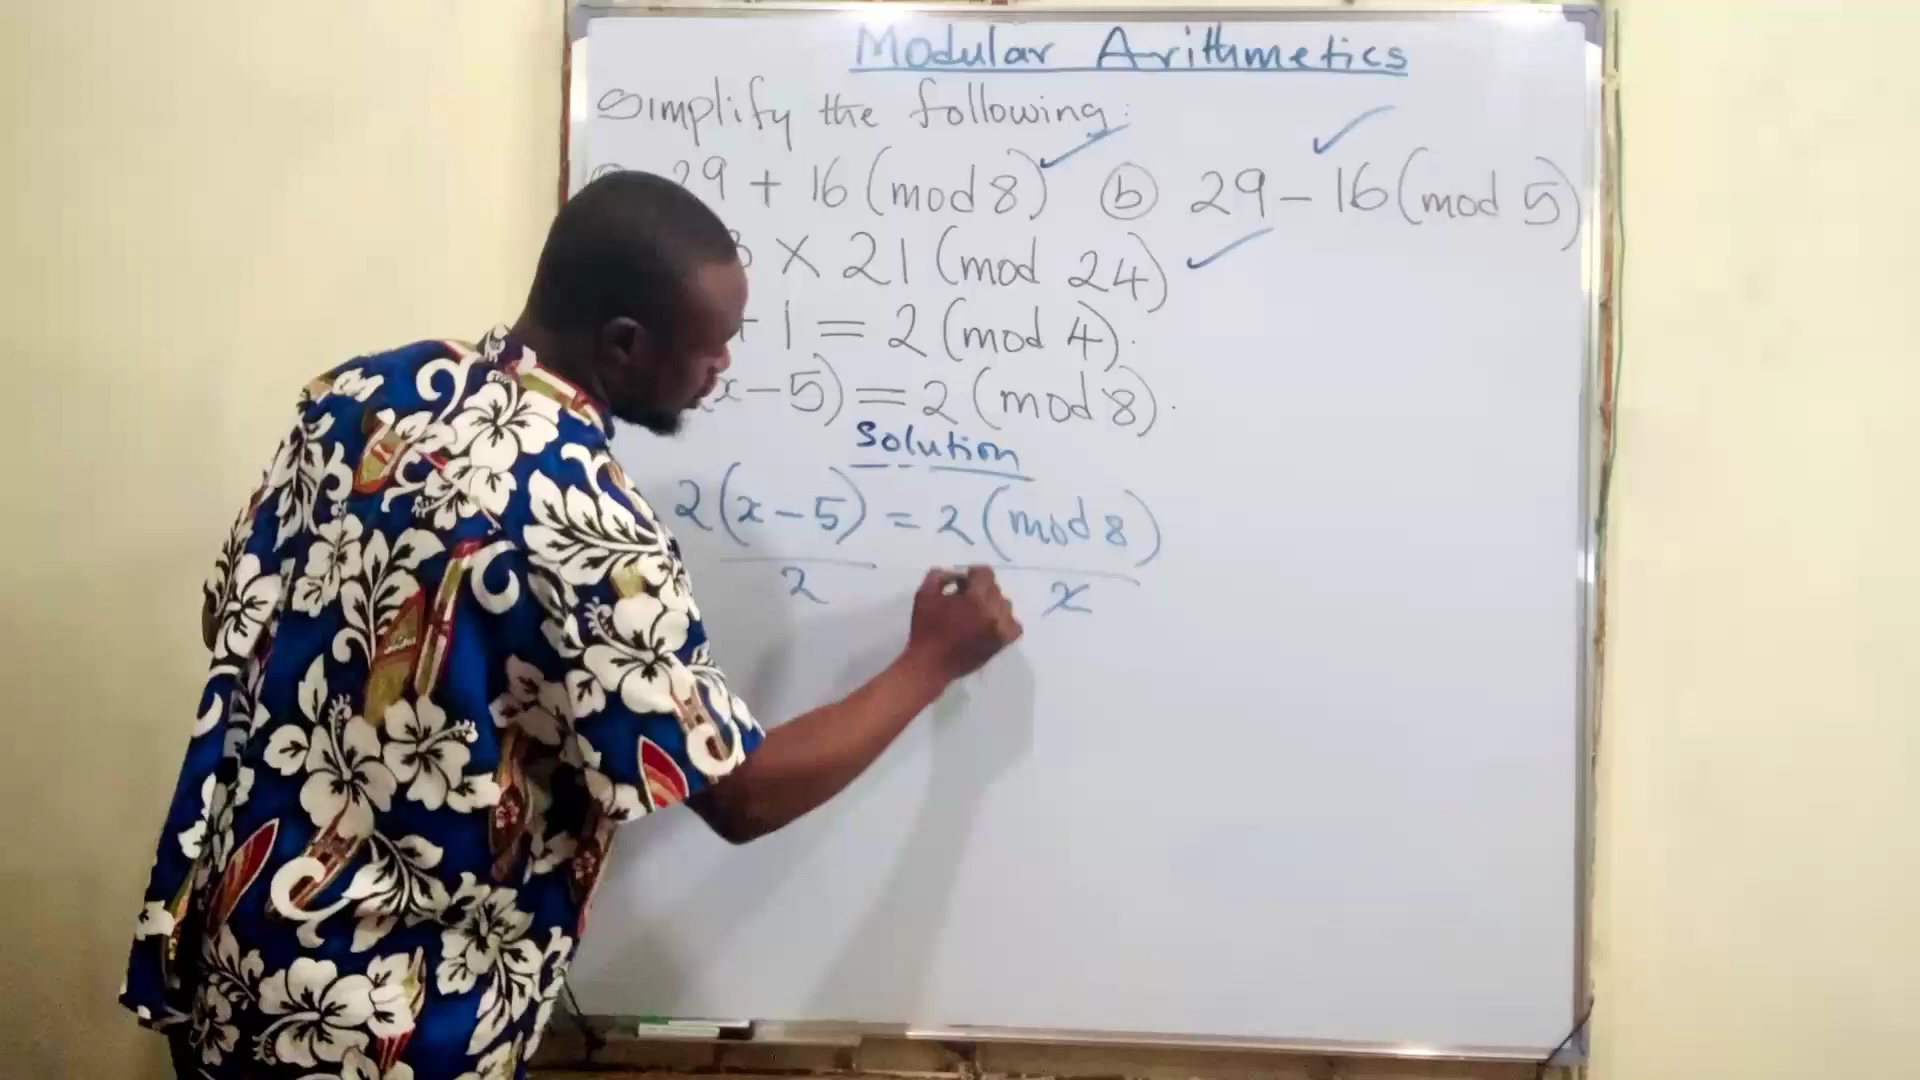 Modular Arithmetics
Simplify the following:
29 + 16 (mod 8) ✓ (b) 29 - 16 (mod 5) ✓
× 21 (mod 24) ✓
+ 1 = 2 (mod 4).
(x - 5) = 2 (mod 8).
Solution
2(x - 5) = 2 (mod 8)
2 x